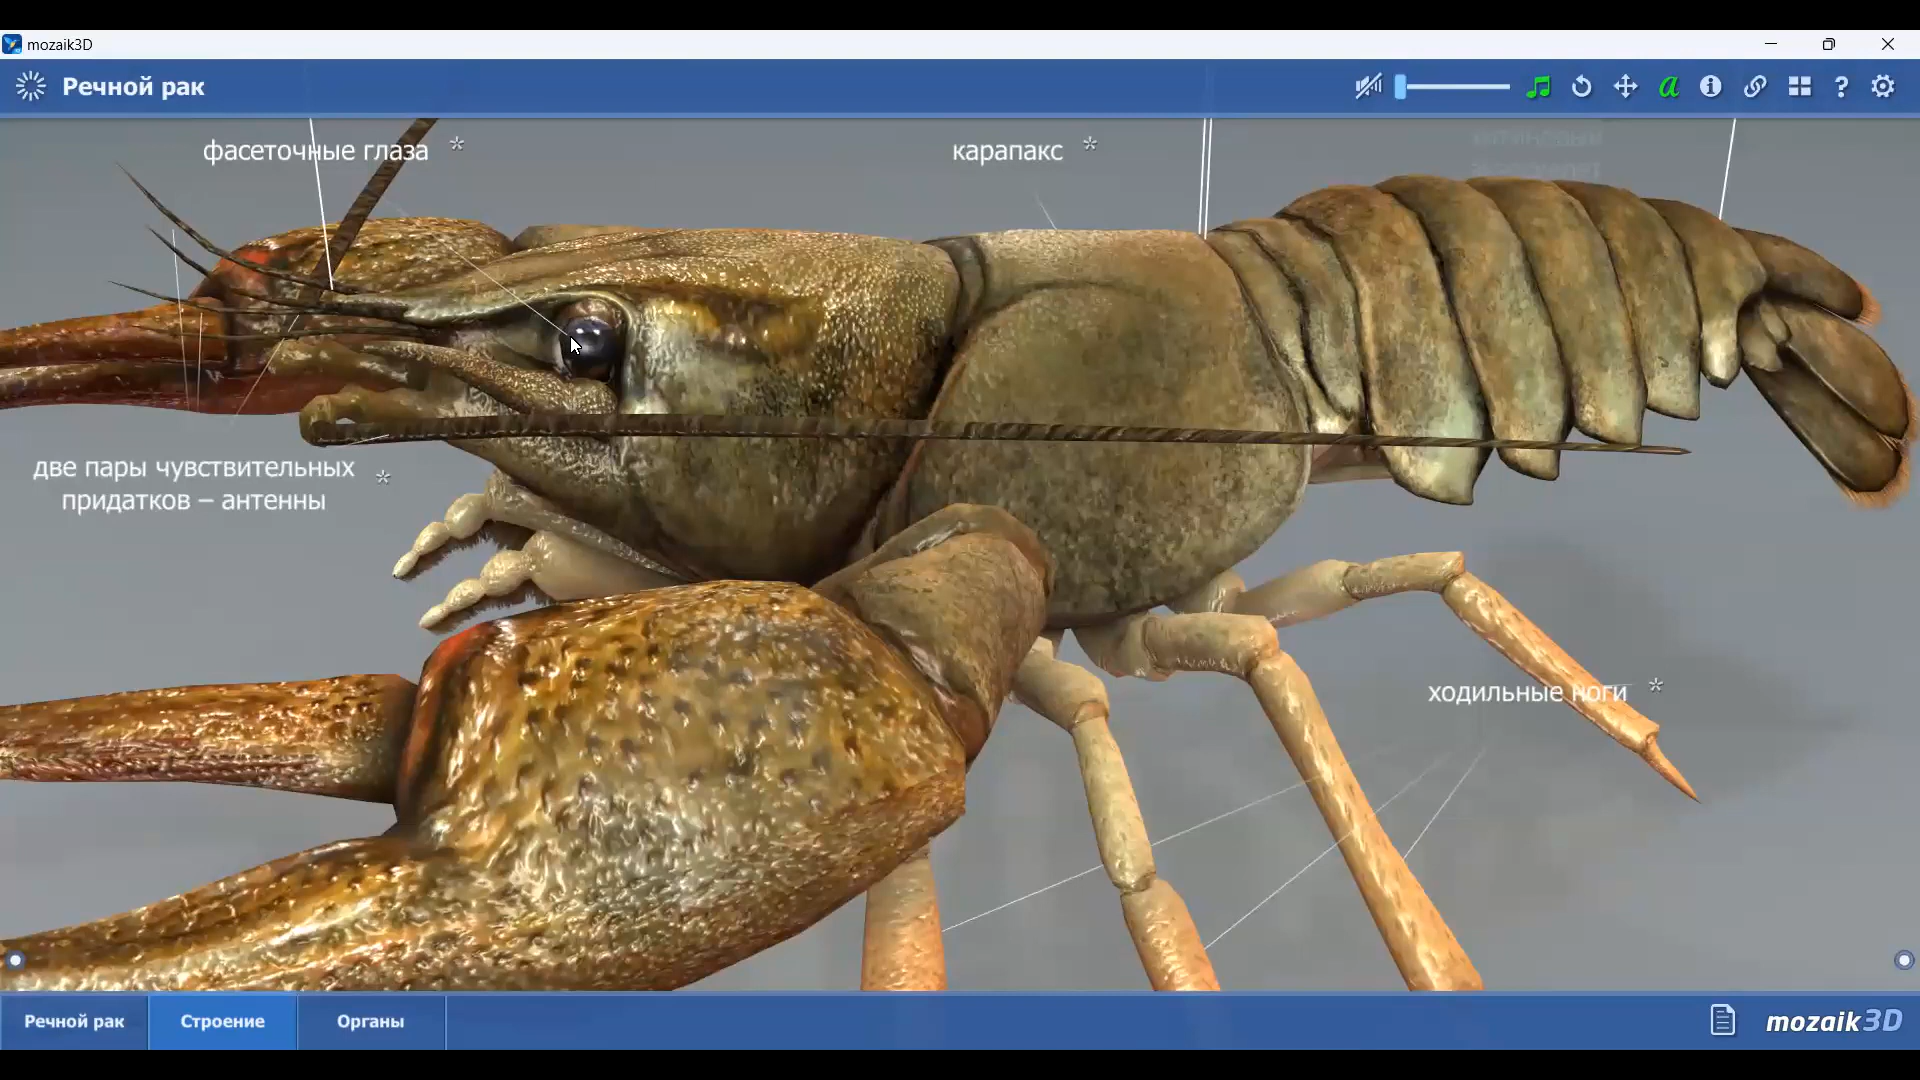 mozaik3D
Речной рак
фасеточные глаза *
карапакс *
две пары чувствительных *
придатков – антенны
ходильные ноги *
Речной рак
Строение
Органы
mozaik3D